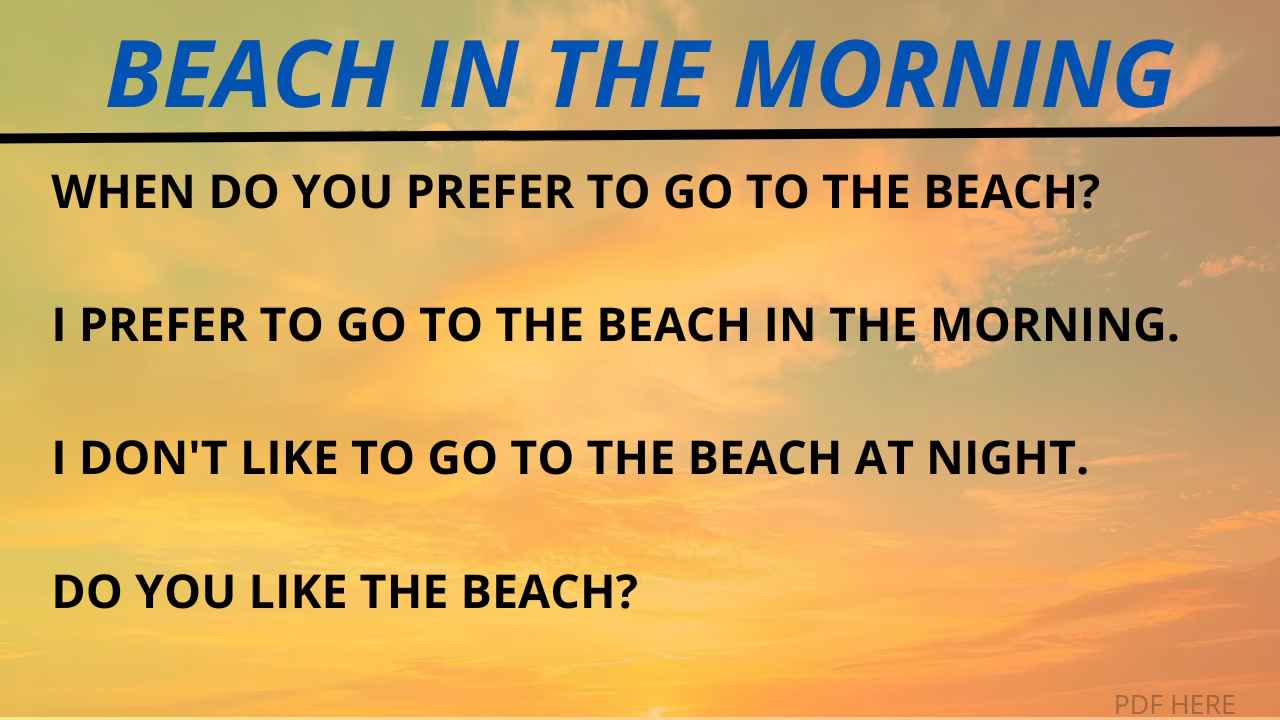 BEACH IN THE MORNING
WHEN DO YOU PREFER TO GO TO THE BEACH?
I PREFER TO GO TO THE BEACH IN THE MORNING.
I DON'T LIKE TO GO TO THE BEACH AT NIGHT.
DO YOU LIKE THE BEACH?
PDF HERE